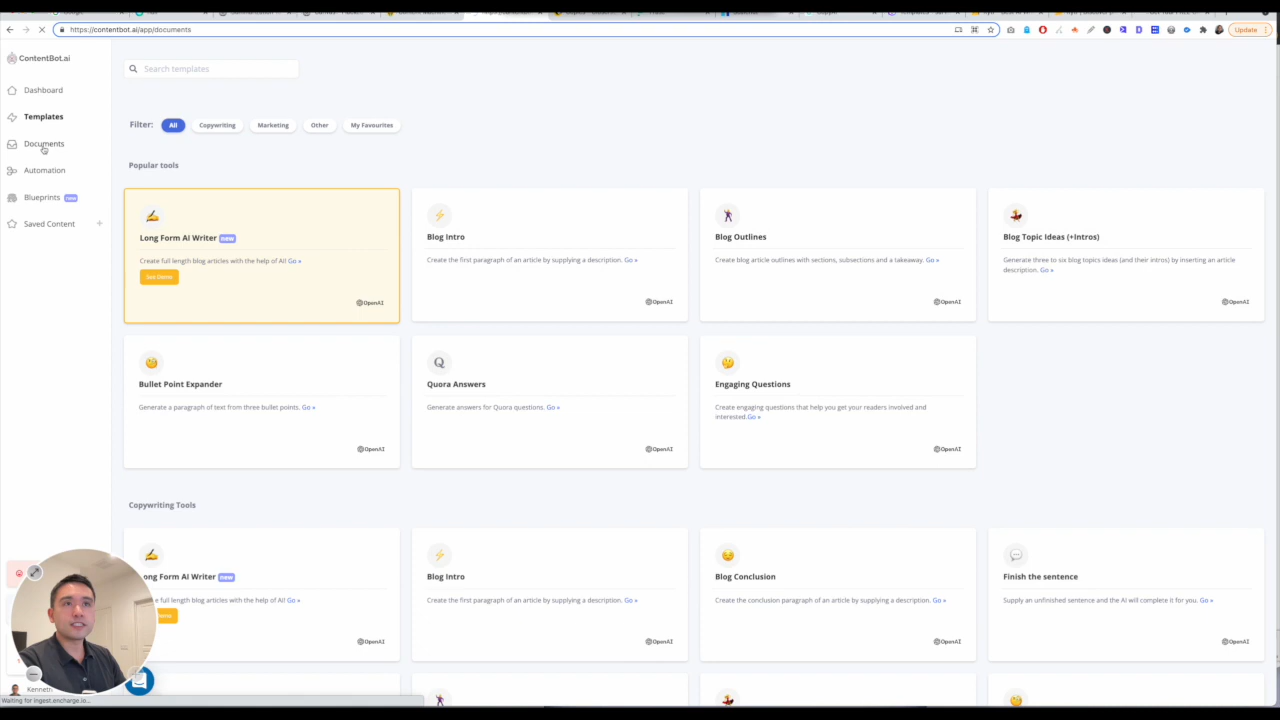 https://contentbot.ai/app/documents
Update
ContentBot.ai
Search templates
Dashboard
Templates
Documents
Automation
Blueprints new
Saved Content +
Filter: All Copywriting Marketing Other My Favourites
Popular tools
Long Form AI Writer new
Create full length blog articles with the help of AI! Go »
See Demo
OpenAI
Blog Intro
Create the first paragraph of an article by supplying a description. Go »
OpenAI
Blog Outlines
Create blog article outlines with sections, subsections and a takeaway. Go »
OpenAI
Blog Topic Ideas (+Intros)
Generate three to six blog topics ideas (and their intros) by inserting an article
description. Go »
OpenAI
Bullet Point Expander
Generate a paragraph of text from three bullet points. Go »
OpenAI
Q
Quora Answers
Generate answers for Quora questions. Go »
OpenAI
Engaging Questions
Create engaging questions that help you get your readers involved and
interested.Go »
OpenAI
Copywriting Tools
Long Form AI Writer new
e full length blog articles with the help of AI! Go »
OpenAI
Blog Intro
Create the first paragraph of an article by supplying a description. Go »
OpenAI
Blog Conclusion
Create the conclusion paragraph of an article by supplying a description. Go »
OpenAI
Finish the sentence
Supply an unfinished sentence and the AI will complete it for you. Go »
OpenAI
Kenneth
Waiting for ingest.encharge.io...